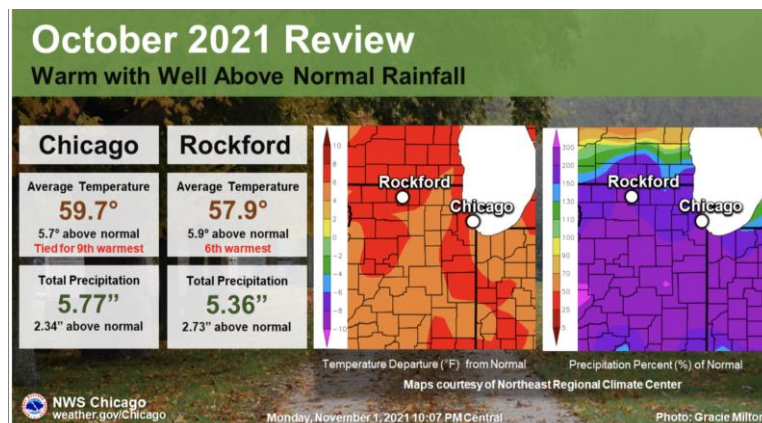 October 2021 Review
Warm with Well Above Normal Rainfall
Chicago
Average Temperature
59.7°
5.7° above normal
Tied for 9th warmest
Total Precipitation
5.77”
2.34” above normal
Rockford
Average Temperature
57.9°
5.9° above normal
6th warmest
Total Precipitation
5.36”
2.73” above normal
10
8
6
4
2
0
-2
-4
-6
-8
-10
Rockford
Chicago
Temperature Departure (°F) from Normal
300
200
150
130
110
100
90
70
50
25
5
Rockford
Chicago
Precipitation Percent (%) of Normal
Maps courtesy of Northeast Regional Climate Center
NWS Chicago
weather.gov/Chicago
Monday, November 1, 2021 10:07 PM Central
Photo: Gracie Milton